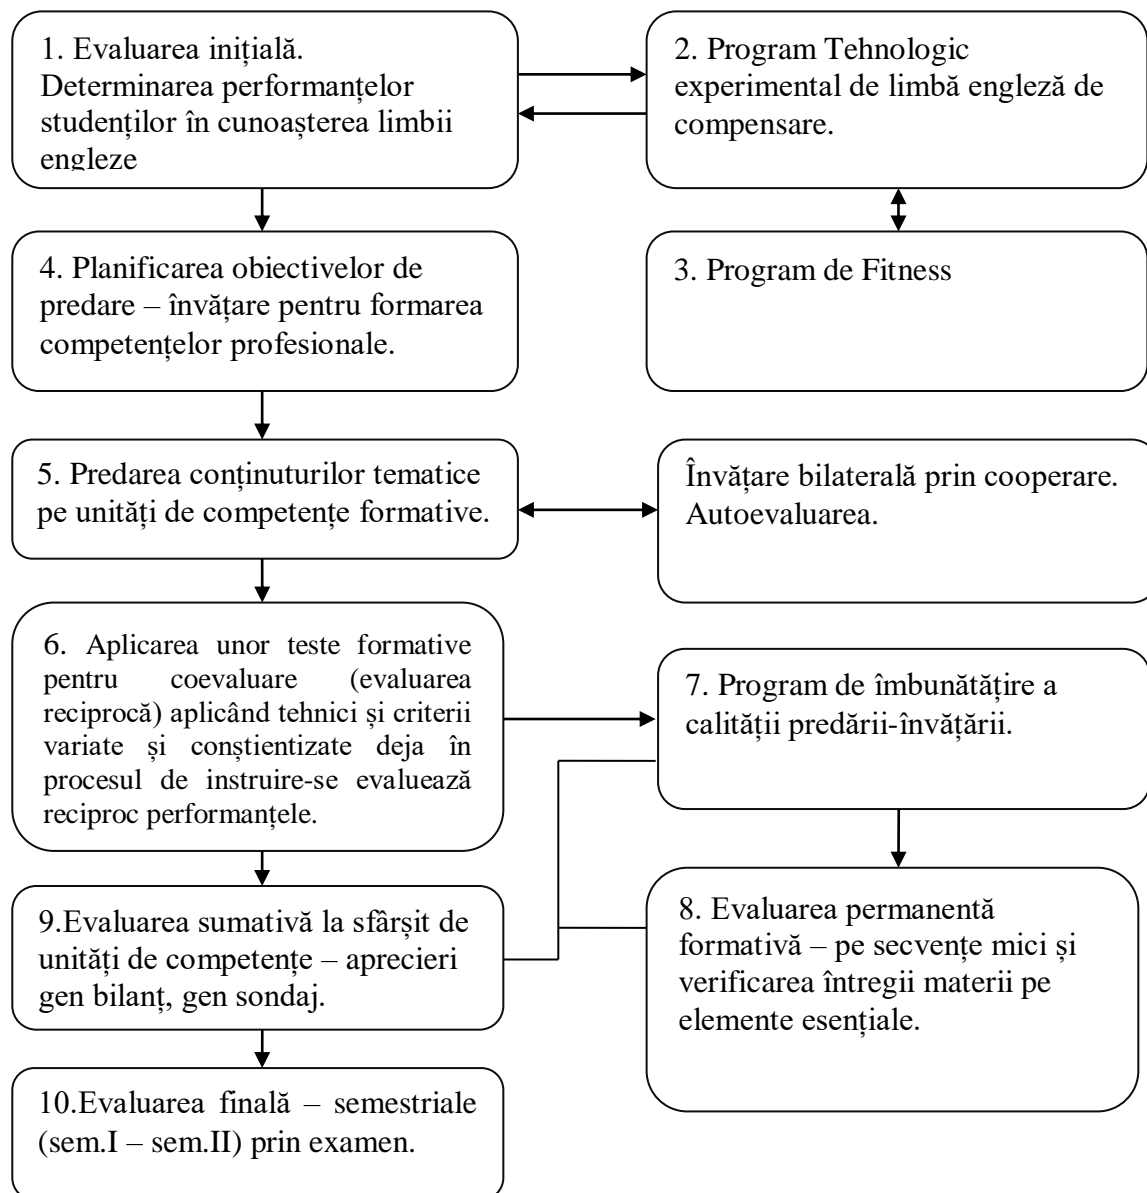 1. Evaluarea inițială.
Determinarea performanțelor
studenților în cunoașterea limbii
engleze
2. Program Tehnologic
experimental de limbă engleză de
compensare.
4. Planificarea obiectivelor de
predare – învățare pentru formarea
competențelor profesionale.
3. Program de Fitness
5. Predarea conținuturilor tematice
pe unități de competențe formative.
Învățare bilaterală prin cooperare.
Autoevaluarea.
6. Aplicarea unor teste formative
pentru coevaluare (evaluarea
reciprocă) aplicând tehnici și criterii
variate și conștientizate deja în
procesul de instruire-se evaluează
reciproc performanțele.
7. Program de îmbunătățire a
calității predării-învățării.
9.Evaluarea sumativă la sfârșit de
unități de competențe – aprecieri
gen bilanț, gen sondaj.
8. Evaluarea permanentă
formativă – pe secvențe mici și
verificarea întregii materii pe
elemente esențiale.
10.Evaluarea finală – semestriale
(sem.I – sem.II) prin examen.